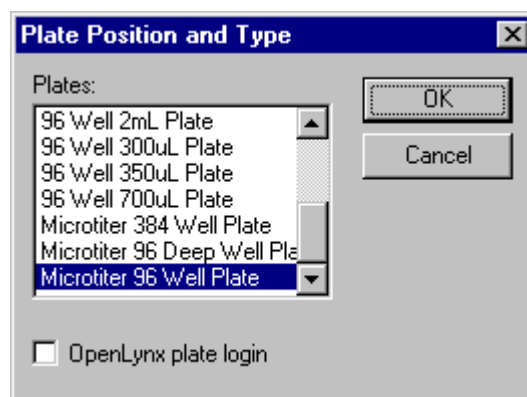 Plate Position and Type
Plates:
96 Well 2mL Plate
96 Well 300uL Plate
96 Well 350uL Plate
96 Well 700uL Plate
Microtiter 384 Well Plate
Microtiter 96 Deep Well Pla
Microtiter 96 Well Plate
OK
Cancel
OpenLynx plate login